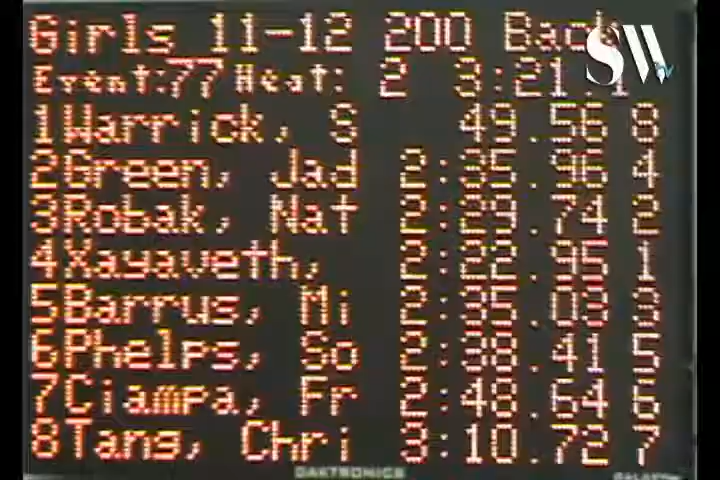 Girls 11-12 200 Back
Event:77 Heat: 2 3:21.1
1Warrick, S 49.56 8
2Green, Jad 2:35.96 4
3Robak, Nat 2:29.74 2
4Xayaveth, 2:22.95 1
5Barrus, Mi 2:35.03 3
6Phelps, So 2:38.41 5
7Ciampa, Fr 2:48.64 6
8Tang, Chri 3:10.72 7
DAKTRONICS
SW
tv